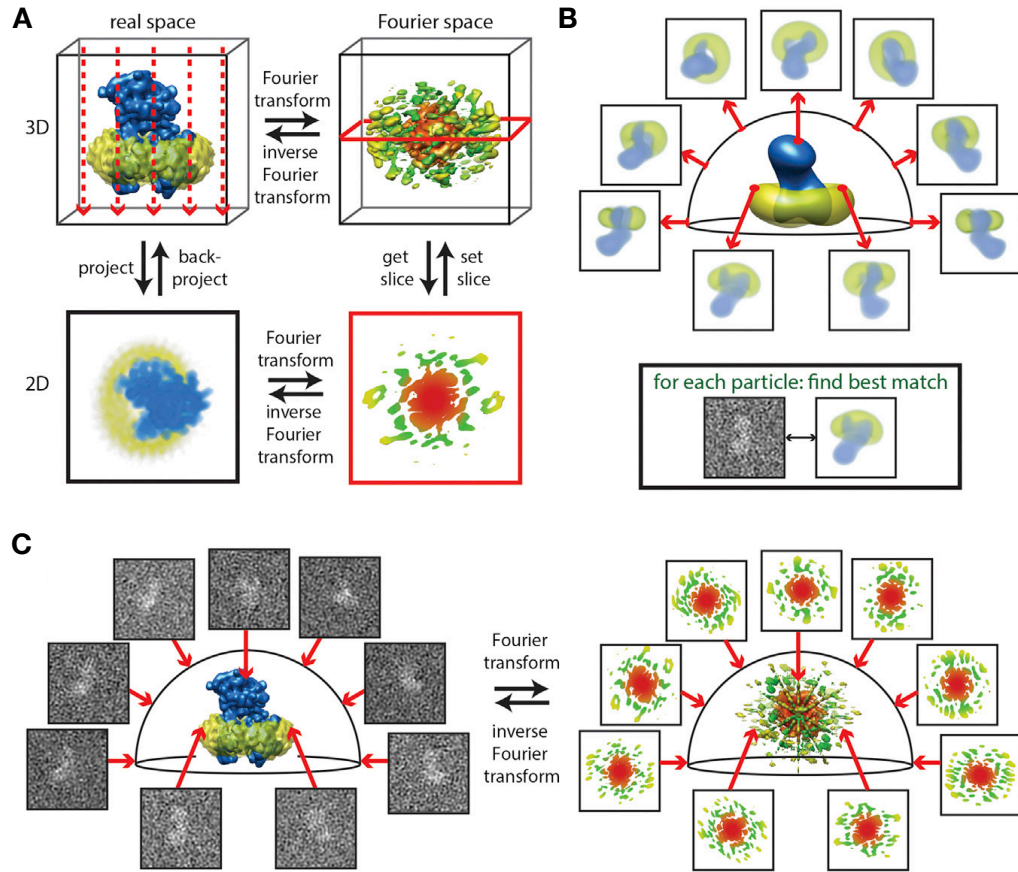 A
real space
Fourier space
3D
Fourier
transform
inverse
Fourier
transform
project
back-
project
get
slice
set
slice
2D
Fourier
transform
inverse
Fourier
transform
B
for each particle: find best match
C
Fourier
transform
inverse
Fourier
transform